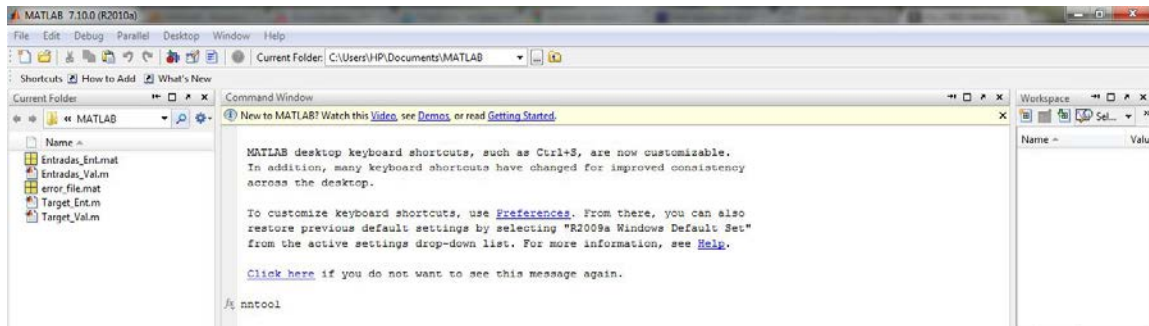 MATLAB 7.10.0 (R2010a)
File Edit Debug Parallel Desktop Window Help
Current Folder: C:\Users\HP\Documents\MATLAB
Shortcuts How to Add What's New
Current Folder
« MATLAB
Name
Entradas_Ent.mat
Entradas_Val.m
error_file.mat
Target_Ent.m
Target_Val.m
Command Window
New to MATLAB? Watch this Video, see Demos, or read Getting Started.
MATLAB desktop keyboard shortcuts, such as Ctrl+S, are now customizable.
In addition, many keyboard shortcuts have changed for improved consistency
across the desktop.
To customize keyboard shortcuts, use Preferences. From there, you can also
restore previous default settings by selecting "R2009a Windows Default Set"
from the active settings drop-down list. For more information, see Help.
Click here if you do not want to see this message again.
fx nntool
Workspace
Sel...
Name Valu